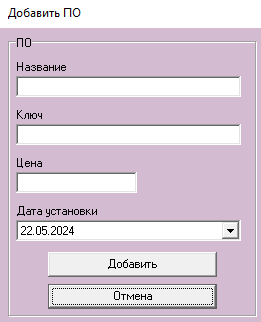 Добавить ПО
ПО
Название
Ключ
Цена
Дата установки
22.05.2024
Добавить
Отмена